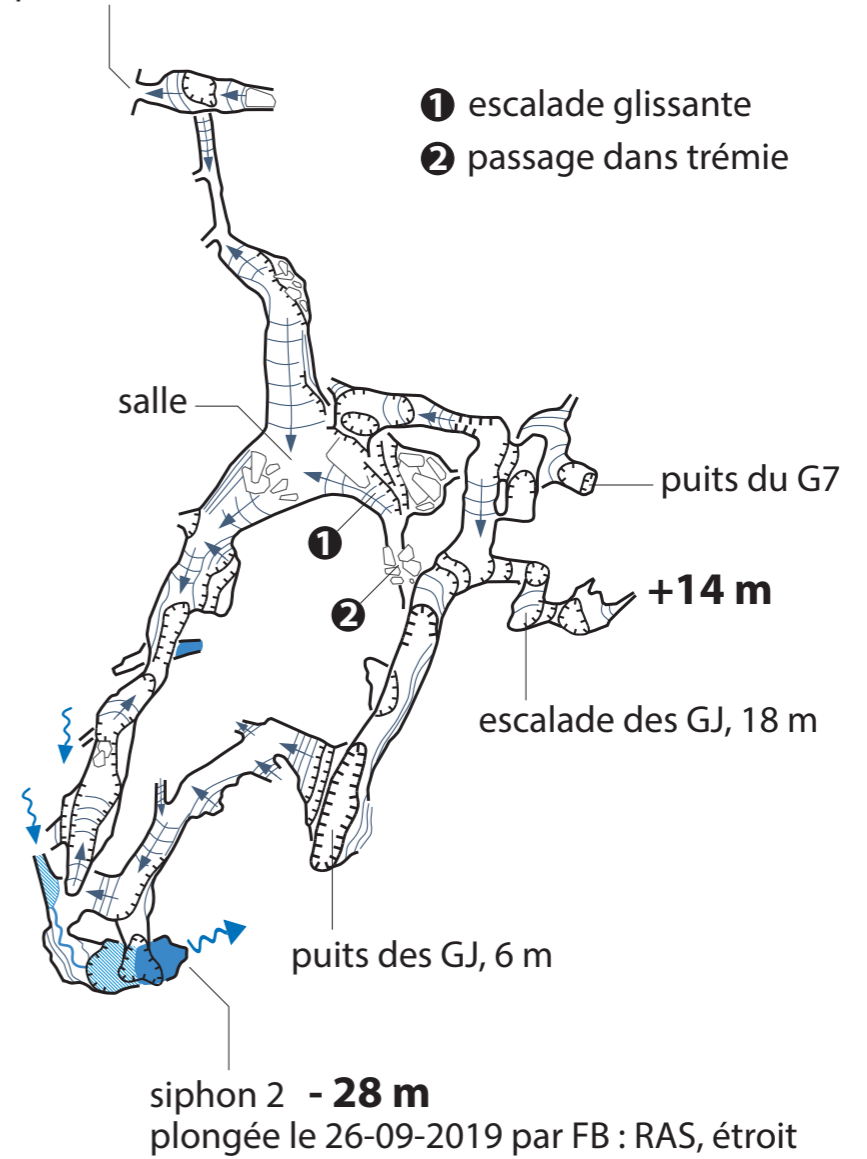 ❶ escalade glissante
❷ passage dans trémie
salle
puits du G7
❶
+14 m
❷
escalade des GJ, 18 m
puits des GJ, 6 m
siphon 2 - 28 m
plongée le 26-09-2019 par FB : RAS, étroit